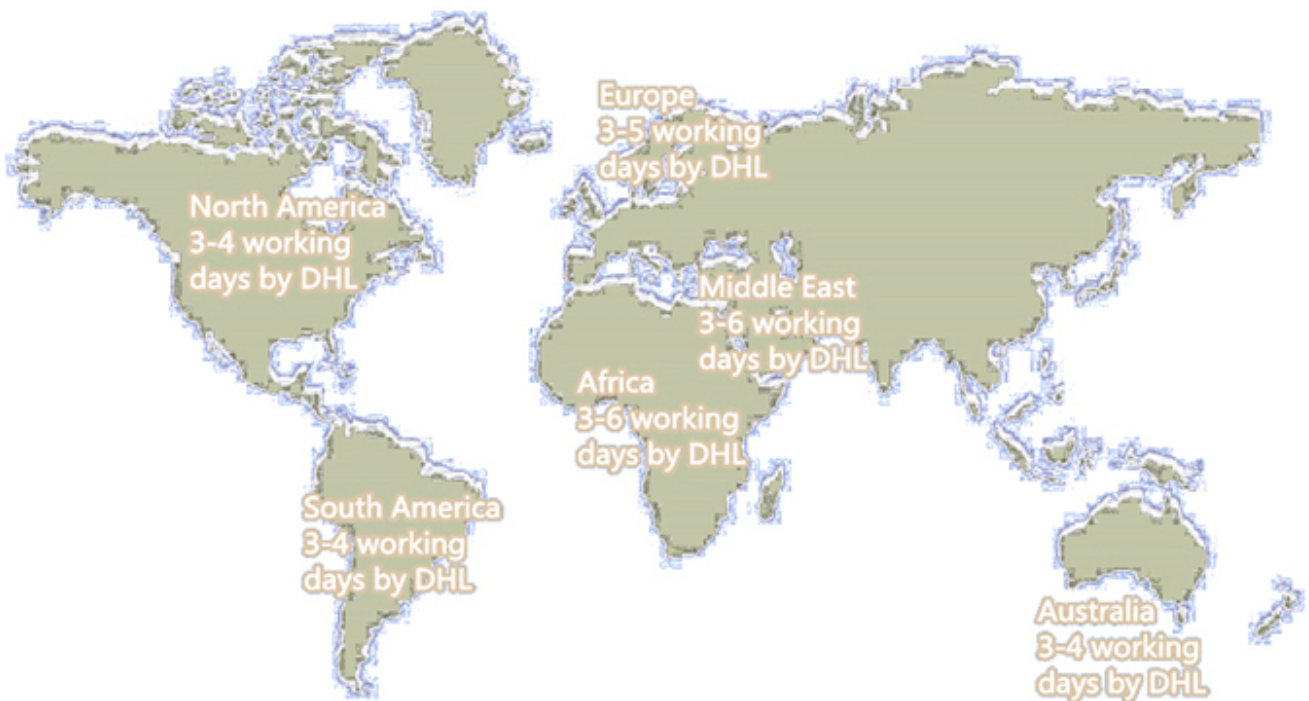 Europe
3-5 working
days by DHL
North America
3-4 working
days by DHL
Middle East
3-6 working
days by DHL
Africa
3-6 working
days by DHL
South America
3-4 working
days by DHL
Australia
3-4 working
days by DHL